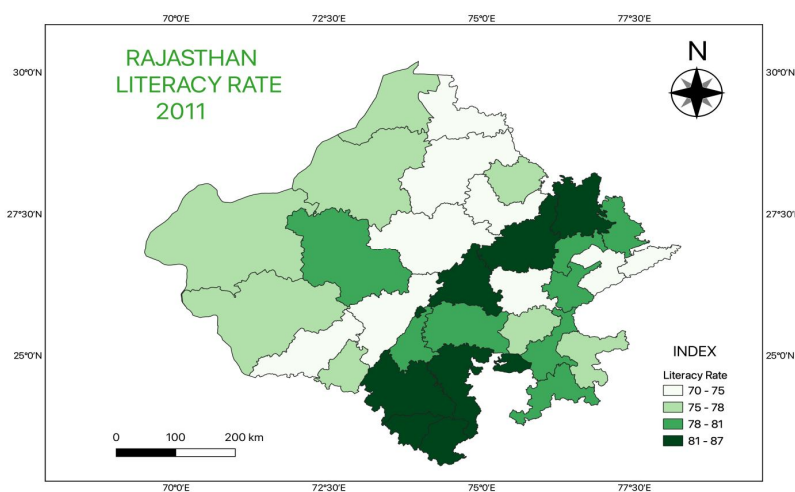 70°0'E 72°30'E 75°0'E 77°30'E
RAJASTHAN
LITERACY RATE
2011
N
30°0'N 30°0'N
27°30'N 27°30'N
25°0'N 25°0'N
INDEX
Literacy Rate
70 - 75
75 - 78
78 - 81
81 - 87
0 100 200 km
70°0'E 72°30'E 75°0'E 77°30'E